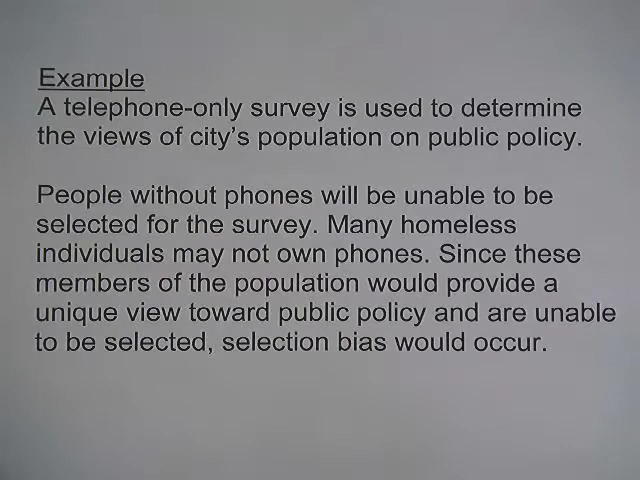 Example
A telephone-only survey is used to determine
the views of city's population on public policy.
People without phones will be unable to be
selected for the survey. Many homeless
individuals may not own phones. Since these
members of the population would provide a
unique view toward public policy and are unable
to be selected, selection bias would occur.